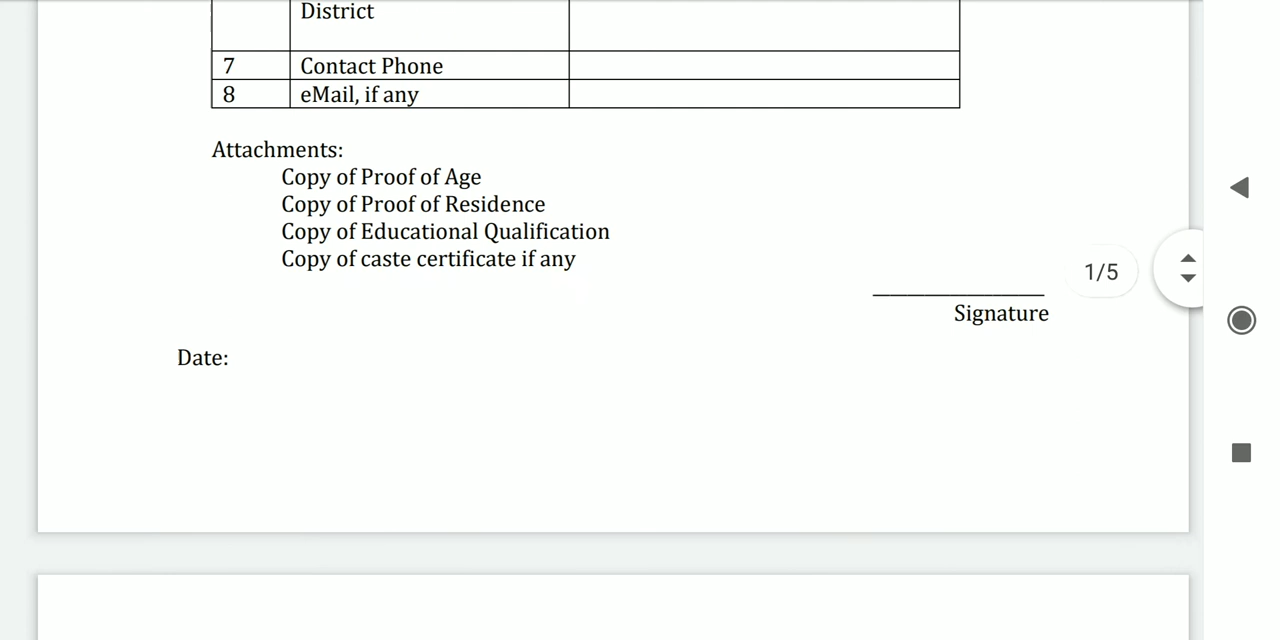 District
7 Contact Phone
8 eMail, if any
Attachments:
Copy of Proof of Age
Copy of Proof of Residence
Copy of Educational Qualification
Copy of caste certificate if any
1/5
Signature
Date: